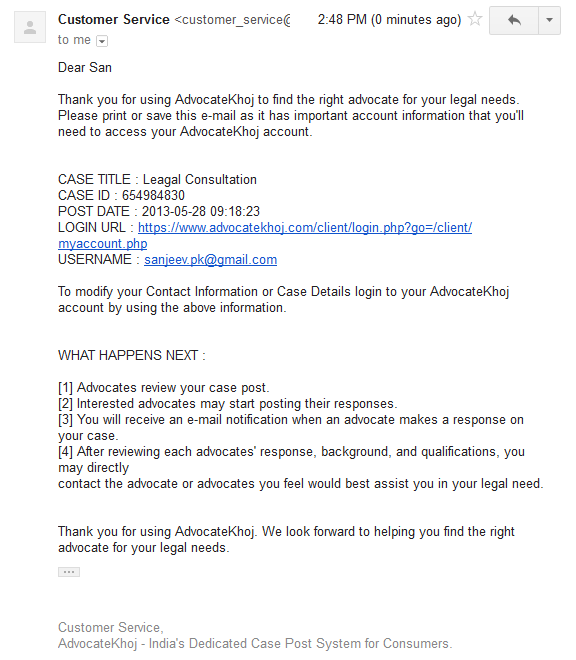 Customer Service <customer_service@ 2:48 PM (0 minutes ago)
to me
Dear San
Thank you for using AdvocateKhoj to find the right advocate for your legal needs.
Please print or save this e-mail as it has important account information that you'll
need to access your AdvocateKhoj account.
CASE TITLE : Leagal Consultation
CASE ID : 654984830
POST DATE : 2013-05-28 09:18:23
LOGIN URL : https://www.advocatekhoj.com/client/login.php?go=/client/
myaccount.php
USERNAME : sanjeev.pk@gmail.com
To modify your Contact Information or Case Details login to your AdvocateKhoj
account by using the above information.
WHAT HAPPENS NEXT :
[1] Advocates review your case post.
[2] Interested advocates may start posting their responses.
[3] You will receive an e-mail notification when an advocate makes a response on
your case.
[4] After reviewing each advocates' response, background, and qualifications, you
may directly
contact the advocate or advocates you feel would best assist you in your legal need.
Thank you for using AdvocateKhoj. We look forward to helping you find the right
advocate for your legal needs.
Customer Service,
AdvocateKhoj - India's Dedicated Case Post System for Consumers.